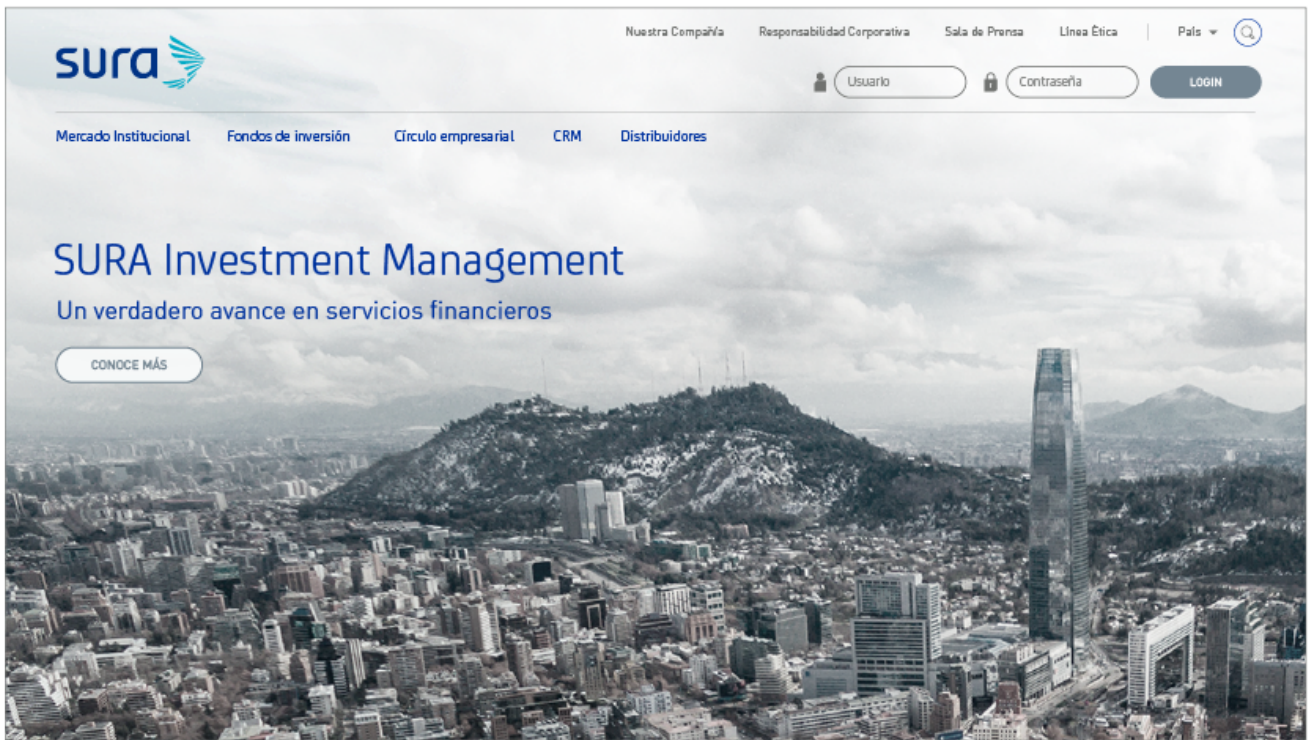 Nuestra Compañía Responsabilidad Corporativa Sala de Prensa Línea Ética País
sura
Usuario Contraseña LOGIN
Mercado Institucional Fondos de inversión Círculo empresarial CRM Distribuidores
SURA Investment Management
Un verdadero avance en servicios financieros
CONOCE MÁS